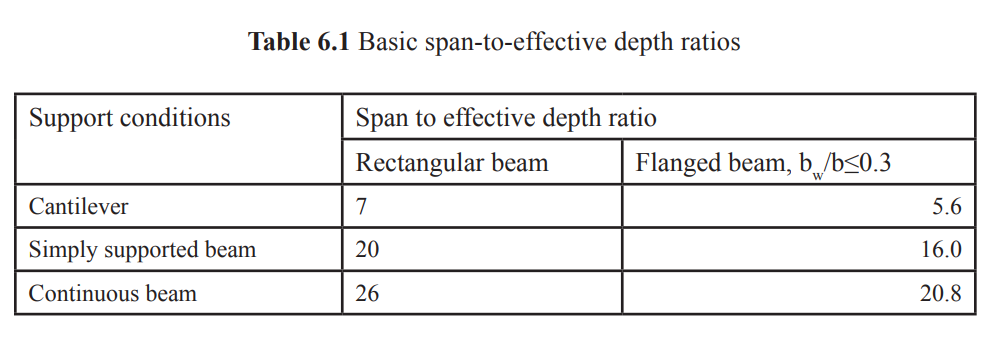 Table 6.1 Basic span-to-effective depth ratios
Support conditions
Span to effective depth ratio
Rectangular beam
Flanged beam, bw/b≤0.3
Cantilever 7 5.6
Simply supported beam 20 16.0
Continuous beam 26 20.8